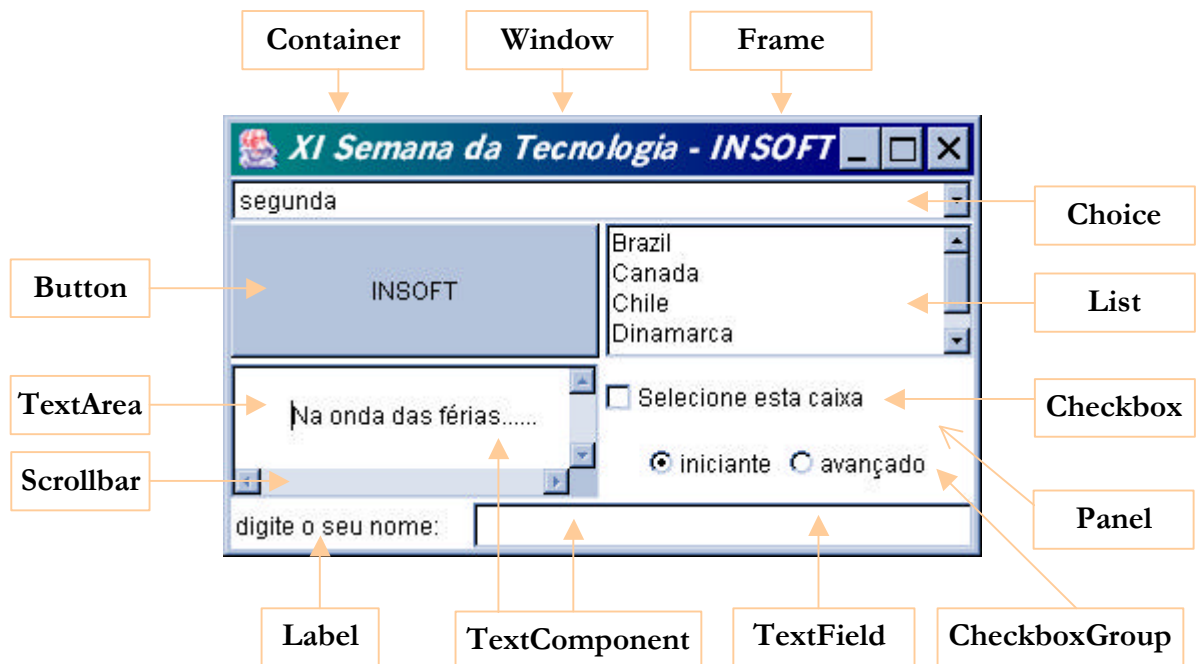 Container Window Frame
XI Semana da Tecnologia - INSOFT
segunda
Choice
Button
INSOFT
Brazil
Canada
Chile
Dinamarca
List
TextArea
Na onda das férias......
Selecione esta caixa
Checkbox
Scrollbar
iniciante avançado
Panel
digite o seu nome:
Label TextComponent TextField CheckboxGroup